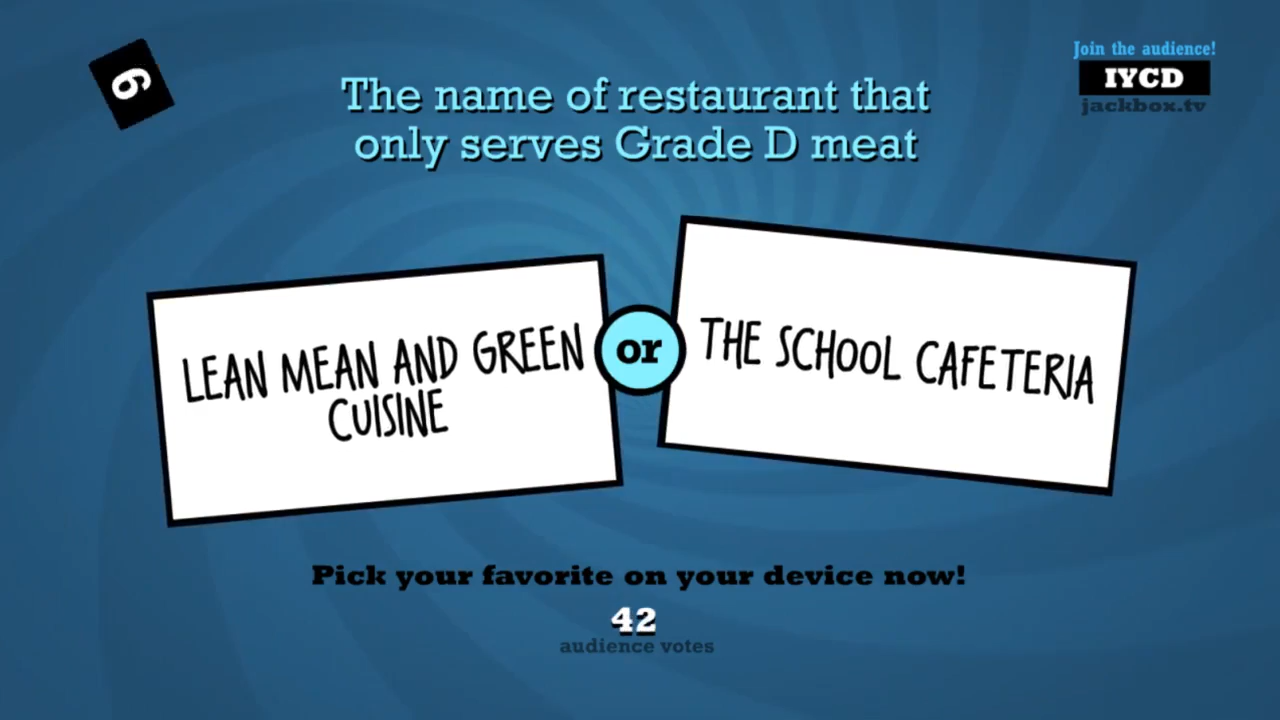 6
Join the audience!
IYCD
jackbox.tv
The name of restaurant that
only serves Grade D meat
LEAN MEAN AND GREEN
CUISINE
or
THE SCHOOL CAFETERIA
Pick your favorite on your device now!
42
audience votes